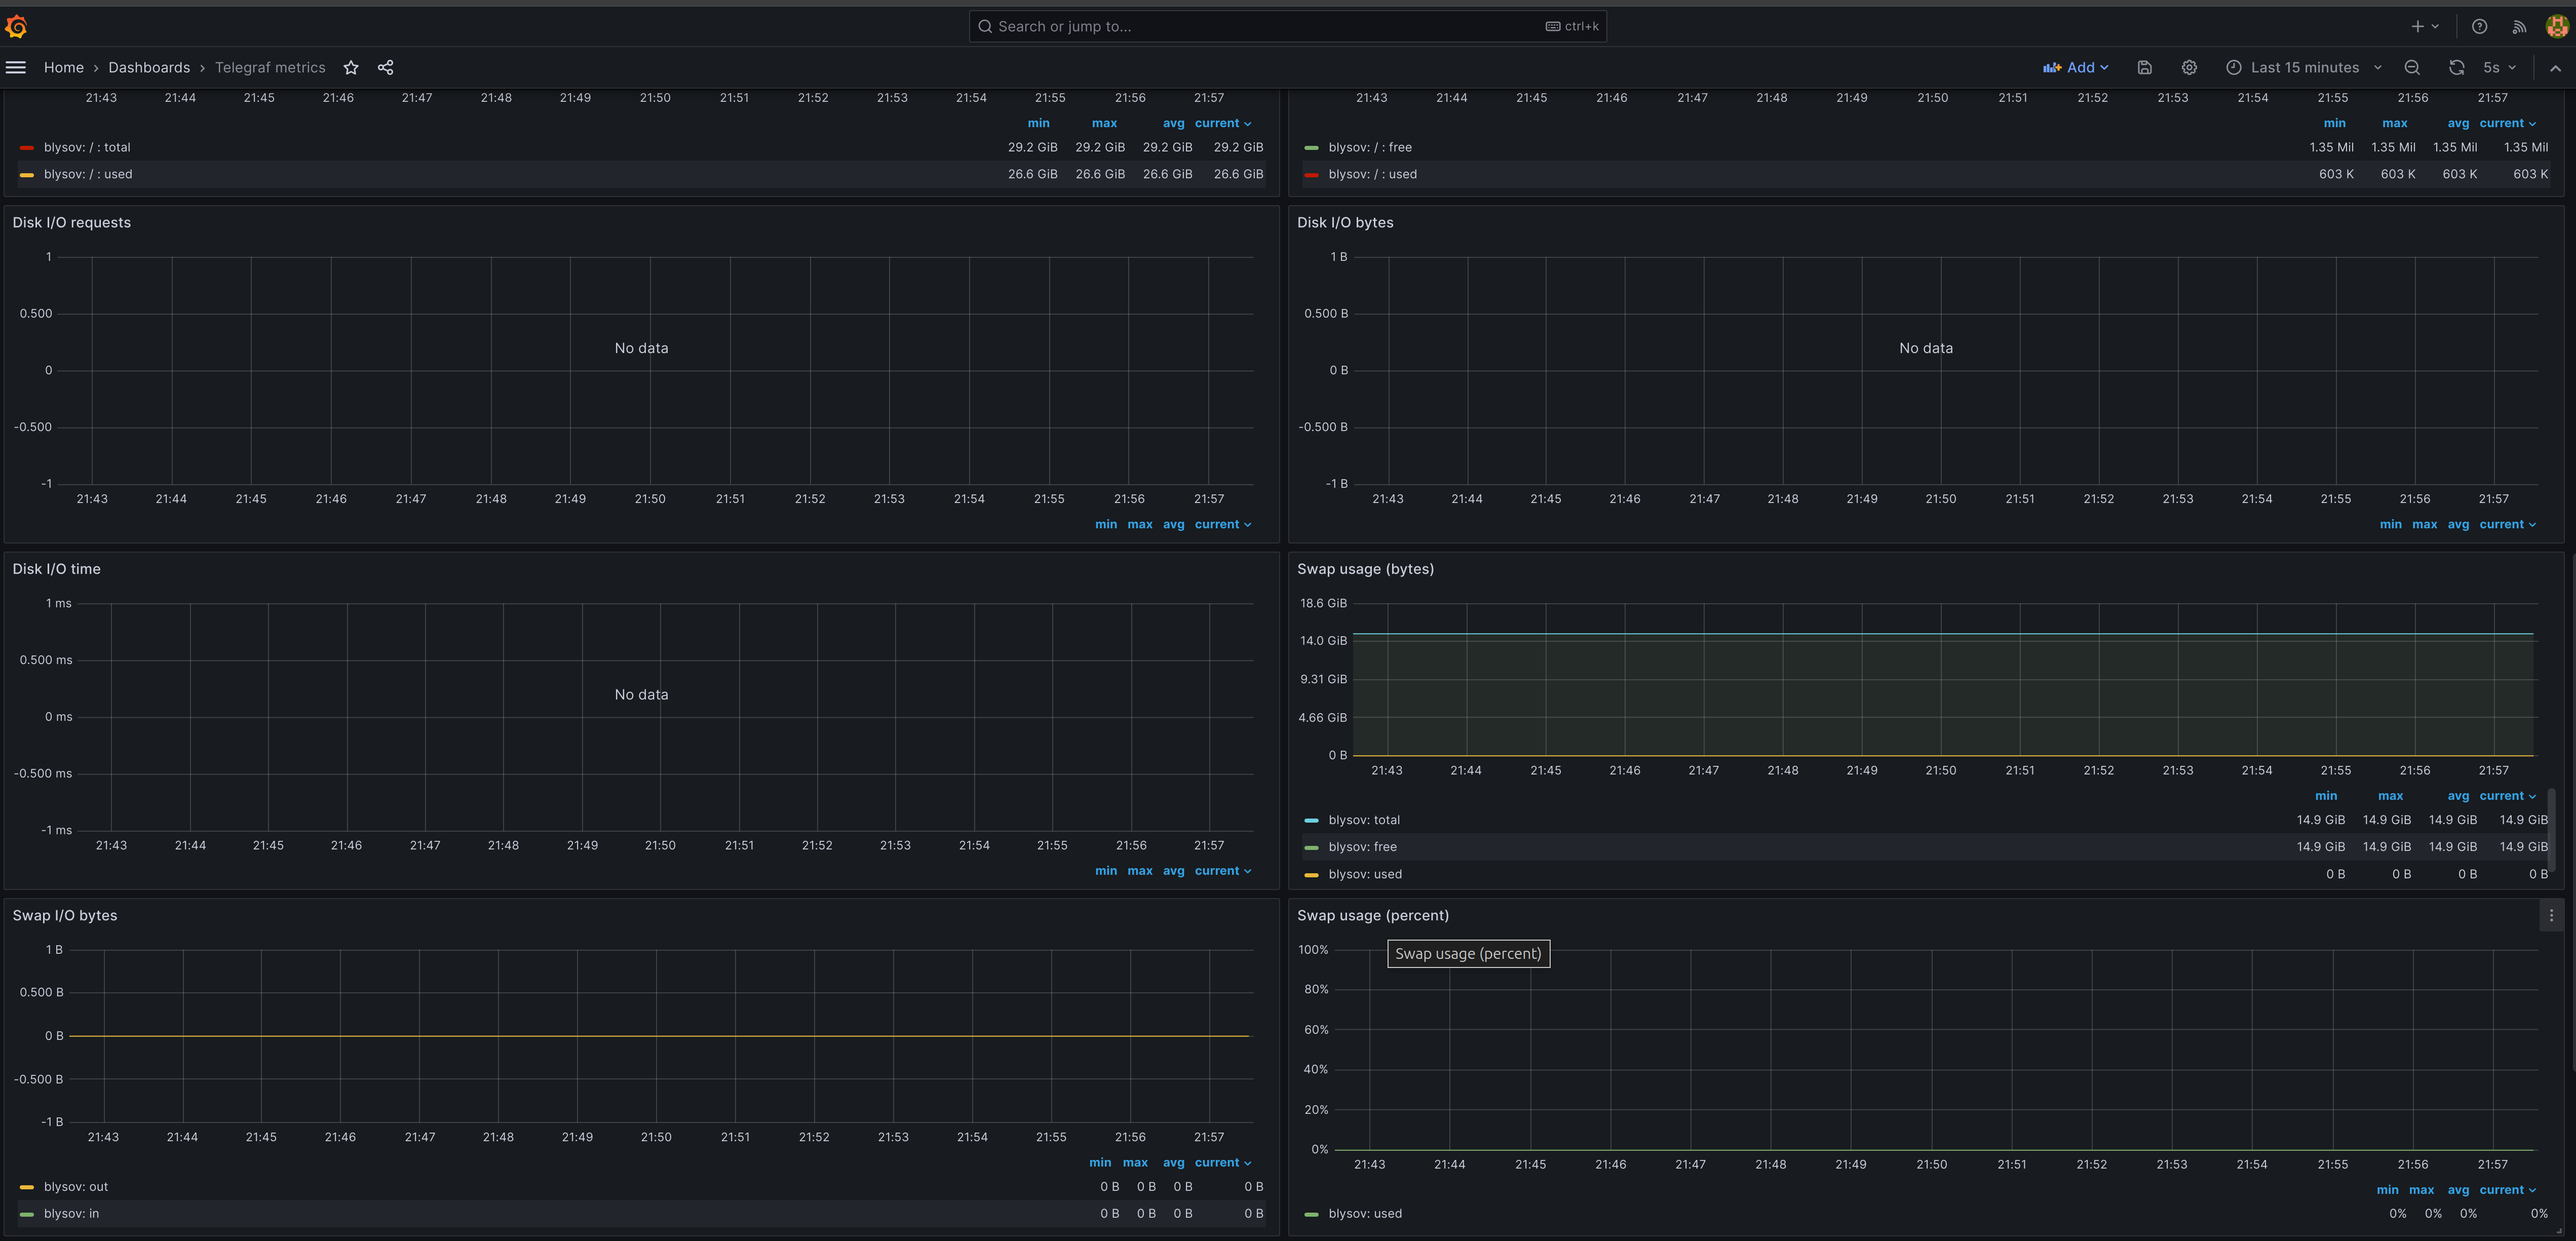 Search or jump to... ctrl+k
Home › Dashboards › Telegraf metrics Add Last 15 minutes 5s
21:43 21:44 21:45 21:46 21:47 21:48 21:49 21:50 21:51 21:52 21:53 21:54 21:55 21:56 21:57
min max avg current
blysov: / : total 29.2 GiB 29.2 GiB 29.2 GiB 29.2 GiB
blysov: / : used 26.6 GiB 26.6 GiB 26.6 GiB 26.6 GiB
21:43 21:44 21:45 21:46 21:47 21:48 21:49 21:50 21:51 21:52 21:53 21:54 21:55 21:56 21:57
min max avg current
blysov: / : free 1.35 Mil 1.35 Mil 1.35 Mil 1.35 Mil
blysov: / : used 603 K 603 K 603 K 603 K
Disk I/O requests
1
0.500
No data
0
-0.500
-1
21:43 21:44 21:45 21:46 21:47 21:48 21:49 21:50 21:51 21:52 21:53 21:54 21:55 21:56 21:57
min max avg current
Disk I/O bytes
1 B
0.500 B
No data
0 B
-0.500 B
-1 B
21:43 21:44 21:45 21:46 21:47 21:48 21:49 21:50 21:51 21:52 21:53 21:54 21:55 21:56 21:57
min max avg current
Disk I/O time
1 ms
0.500 ms
No data
0 ms
-0.500 ms
-1 ms
21:43 21:44 21:45 21:46 21:47 21:48 21:49 21:50 21:51 21:52 21:53 21:54 21:55 21:56 21:57
min max avg current
Swap usage (bytes)
18.6 GiB
14.0 GiB
9.31 GiB
4.66 GiB
0 B
21:43 21:44 21:45 21:46 21:47 21:48 21:49 21:50 21:51 21:52 21:53 21:54 21:55 21:56 21:57
min max avg current
blysov: total 14.9 GiB 14.9 GiB 14.9 GiB 14.9 GiB
blysov: free 14.9 GiB 14.9 GiB 14.9 GiB 14.9 GiB
blysov: used 0 B 0 B 0 B 0 B
Swap I/O bytes
1 B
0.500 B
0 B
-0.500 B
-1 B
21:43 21:44 21:45 21:46 21:47 21:48 21:49 21:50 21:51 21:52 21:53 21:54 21:55 21:56 21:57
min max avg current
blysov: out 0 B 0 B 0 B 0 B
blysov: in 0 B 0 B 0 B 0 B
Swap usage (percent)
100%
Swap usage (percent)
80%
60%
40%
20%
0%
21:43 21:44 21:45 21:46 21:47 21:48 21:49 21:50 21:51 21:52 21:53 21:54 21:55 21:56 21:57
min max avg current
blysov: used 0% 0% 0% 0%